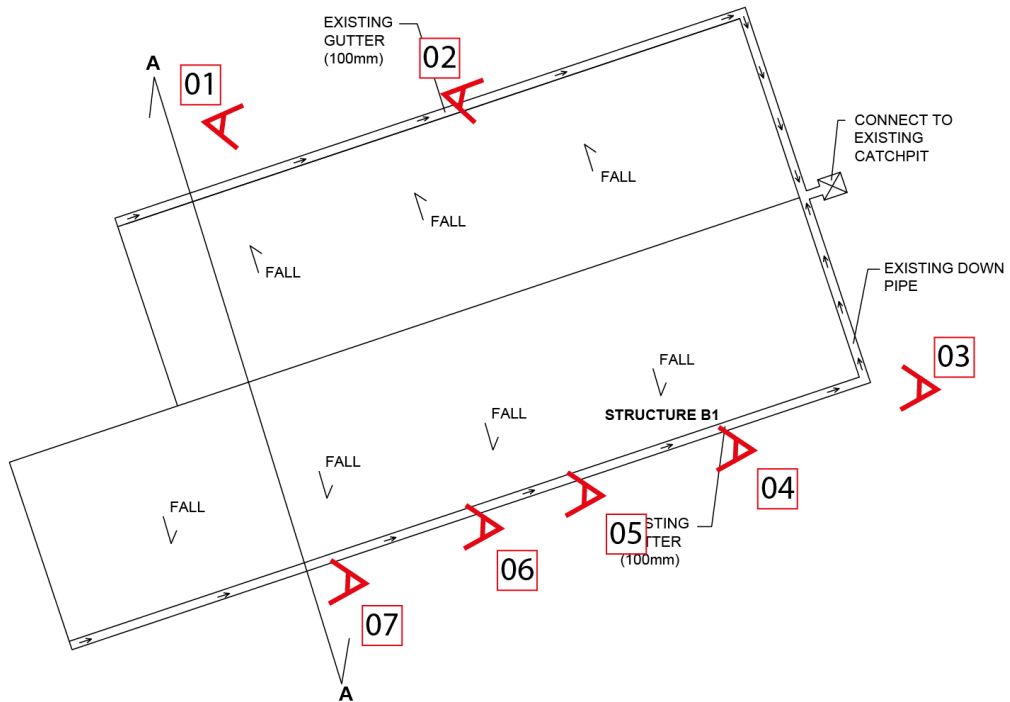 EXISTING
GUTTER
(100mm)
02
A
01
CONNECT TO
EXISTING
CATCHPIT
FALL
FALL
FALL
EXISTING DOWN
PIPE
03
FALL
STRUCTURE B1
FALL
FALL
04
FALL
05
STING
TTER
(100mm)
06
07
A